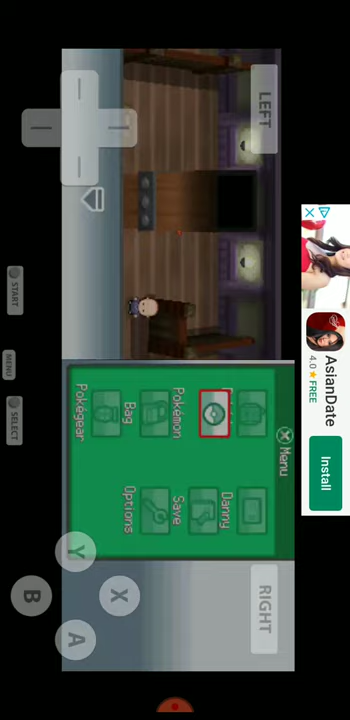 LEFT
Menu
Pokémon
Bag
Pokégear
Danny
Save
Options
RIGHT
START
MENU
SELECT
Y
X
B
A
AsianDate
4.0★ FREE
Install